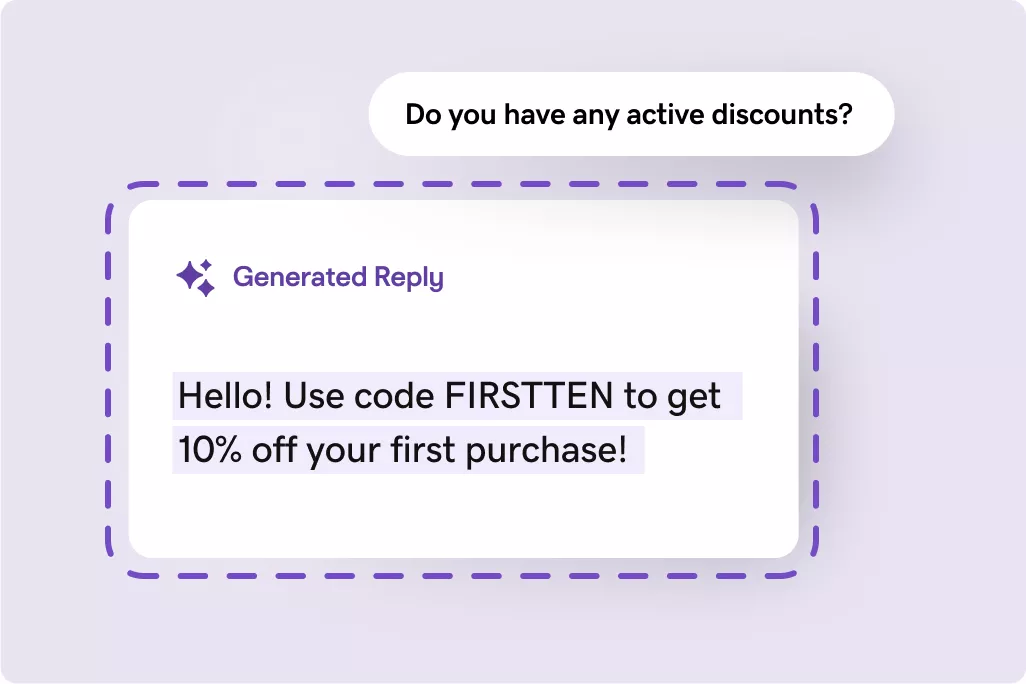 Do you have any active discounts?
Generated Reply
Hello! Use code FIRSTTEN to get
10% off your first purchase!